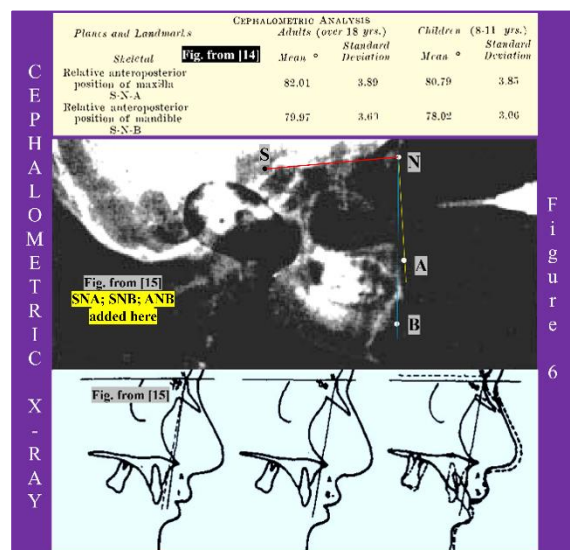 CEPHALOMETRIC ANALYSIS
Planes and Landmarks
Adults (over 18 yrs.)
Children (8-11 yrs.)
Skeletal
Fig. from [14]
Mean °
Standard Deviation
Mean °
Standard Deviation
Relative anteroposterior
position of maxilla
S-N-A
82.01
3.89
80.79
3.85
Relative anteroposterior
position of mandible
S-N-B
79.97
3.60
78.02
3.06
CEPHALOMETRIC X-RAY
S
N
A
B
Fig. from [15]
SNA; SNB; ANB
added here
Figure 6
Fig. from [15]